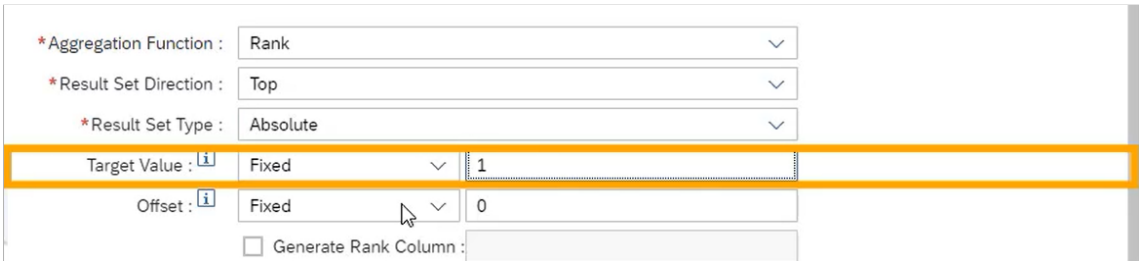 *Aggregation Function : Rank
*Result Set Direction : Top
*Result Set Type : Absolute
Target Value : i Fixed 1
Offset : i Fixed 0
Generate Rank Column :